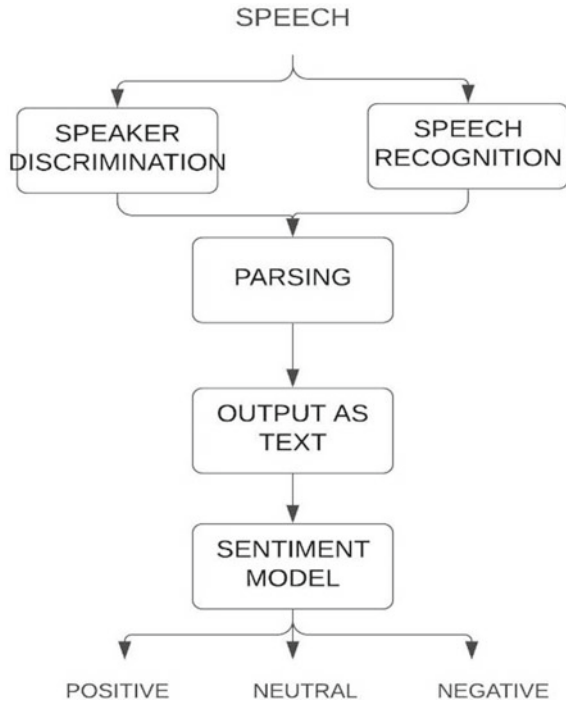 SPEECH
SPEAKER
DISCRIMINATION
SPEECH
RECOGNITION
PARSING
OUTPUT AS
TEXT
SENTIMENT
MODEL
POSITIVE
NEUTRAL
NEGATIVE